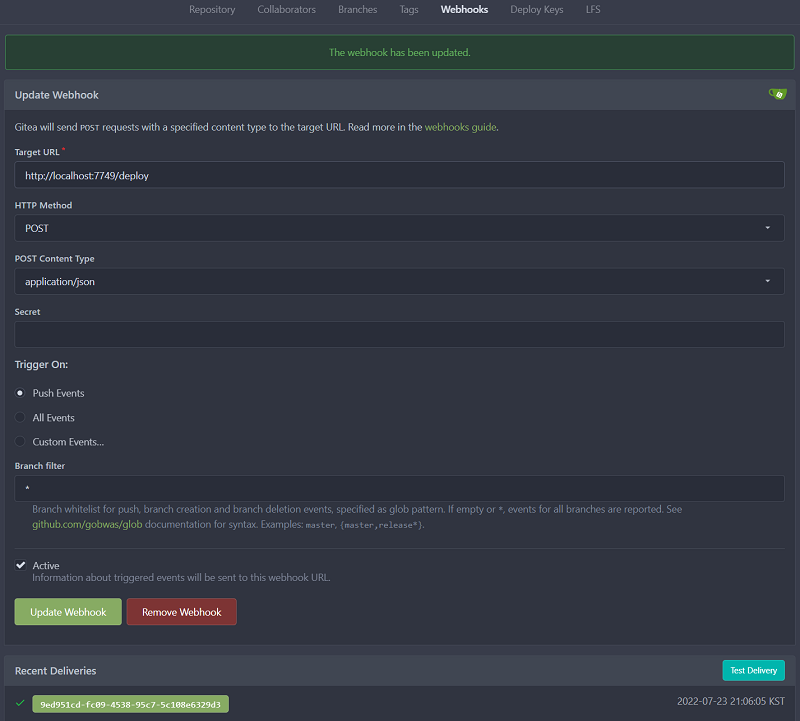 Repository Collaborators Branches Tags Webhooks Deploy Keys LFS
The webhook has been updated.
Update Webhook
Gitea will send POST requests with a specified content type to the target URL. Read more in the webhooks guide.
Target URL *
http://localhost:7749/deploy
HTTP Method
POST
POST Content Type
application/json
Secret
Trigger On:
Push Events
All Events
Custom Events...
Branch filter
*
Branch whitelist for push, branch creation and branch deletion events, specified as glob pattern. If empty or *, events for all branches are reported. See
github.com/gobwas/glob documentation for syntax. Examples: master, {master,release*}.
Active
Information about triggered events will be sent to this webhook URL.
Update Webhook Remove Webhook
Recent Deliveries Test Delivery
9ed951cd-fc09-4538-95c7-5c108e6329d3 2022-07-23 21:06:05 KST